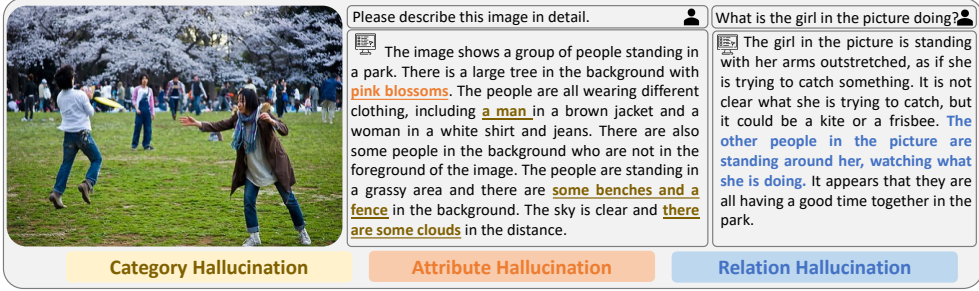 Please describe this image in detail.
The image shows a group of people standing in
a park. There is a large tree in the background with
pink blossoms. The people are all wearing different
clothing, including a man in a brown jacket and a
woman in a white shirt and jeans. There are also
some people in the background who are not in the
foreground of the image. The people are standing in
a grassy area and there are some benches and a
fence in the background. The sky is clear and there
are some clouds in the distance.
What is the girl in the picture doing?
The girl in the picture is standing
with her arms outstretched, as if she
is trying to catch something. It is not
clear what she is trying to catch, but
it could be a kite or a frisbee. The
other people in the picture are
standing around her, watching what
she is doing. It appears that they are
all having a good time together in the
park.
Category Hallucination
Attribute Hallucination
Relation Hallucination